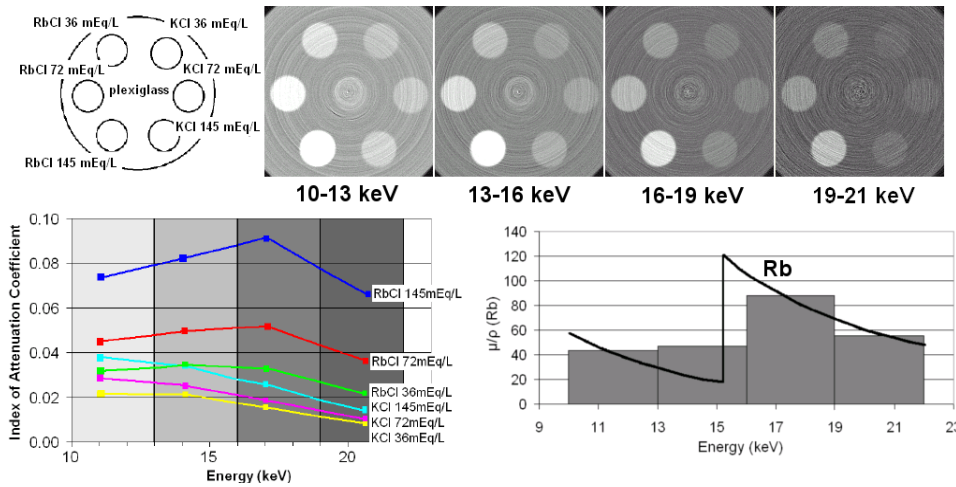 RbCl 36 mEq/L
KCl 36 mEq/L
RbCl 72 mEq/L
KCl 72 mEq/L
plexiglass
KCl 145 mEq/L
RbCl 145 mEq/L
10-13 keV
13-16 keV
16-19 keV
19-21 keV
Index of Attenuation Coefficient
0.10
0.08
0.06
0.04
0.02
0.00
RbCl 145mEq/L
RbCl 72mEq/L
RbCl 36mEq/L
KCl 145mEq/L
KCl 72mEq/L
KCl 36mEq/L
10
15
20
Energy (keV)
μ/ρ (Rb)
140
120
100
80
60
40
20
0
Rb
9
11
13
15
17
19
21
23
Energy (keV)